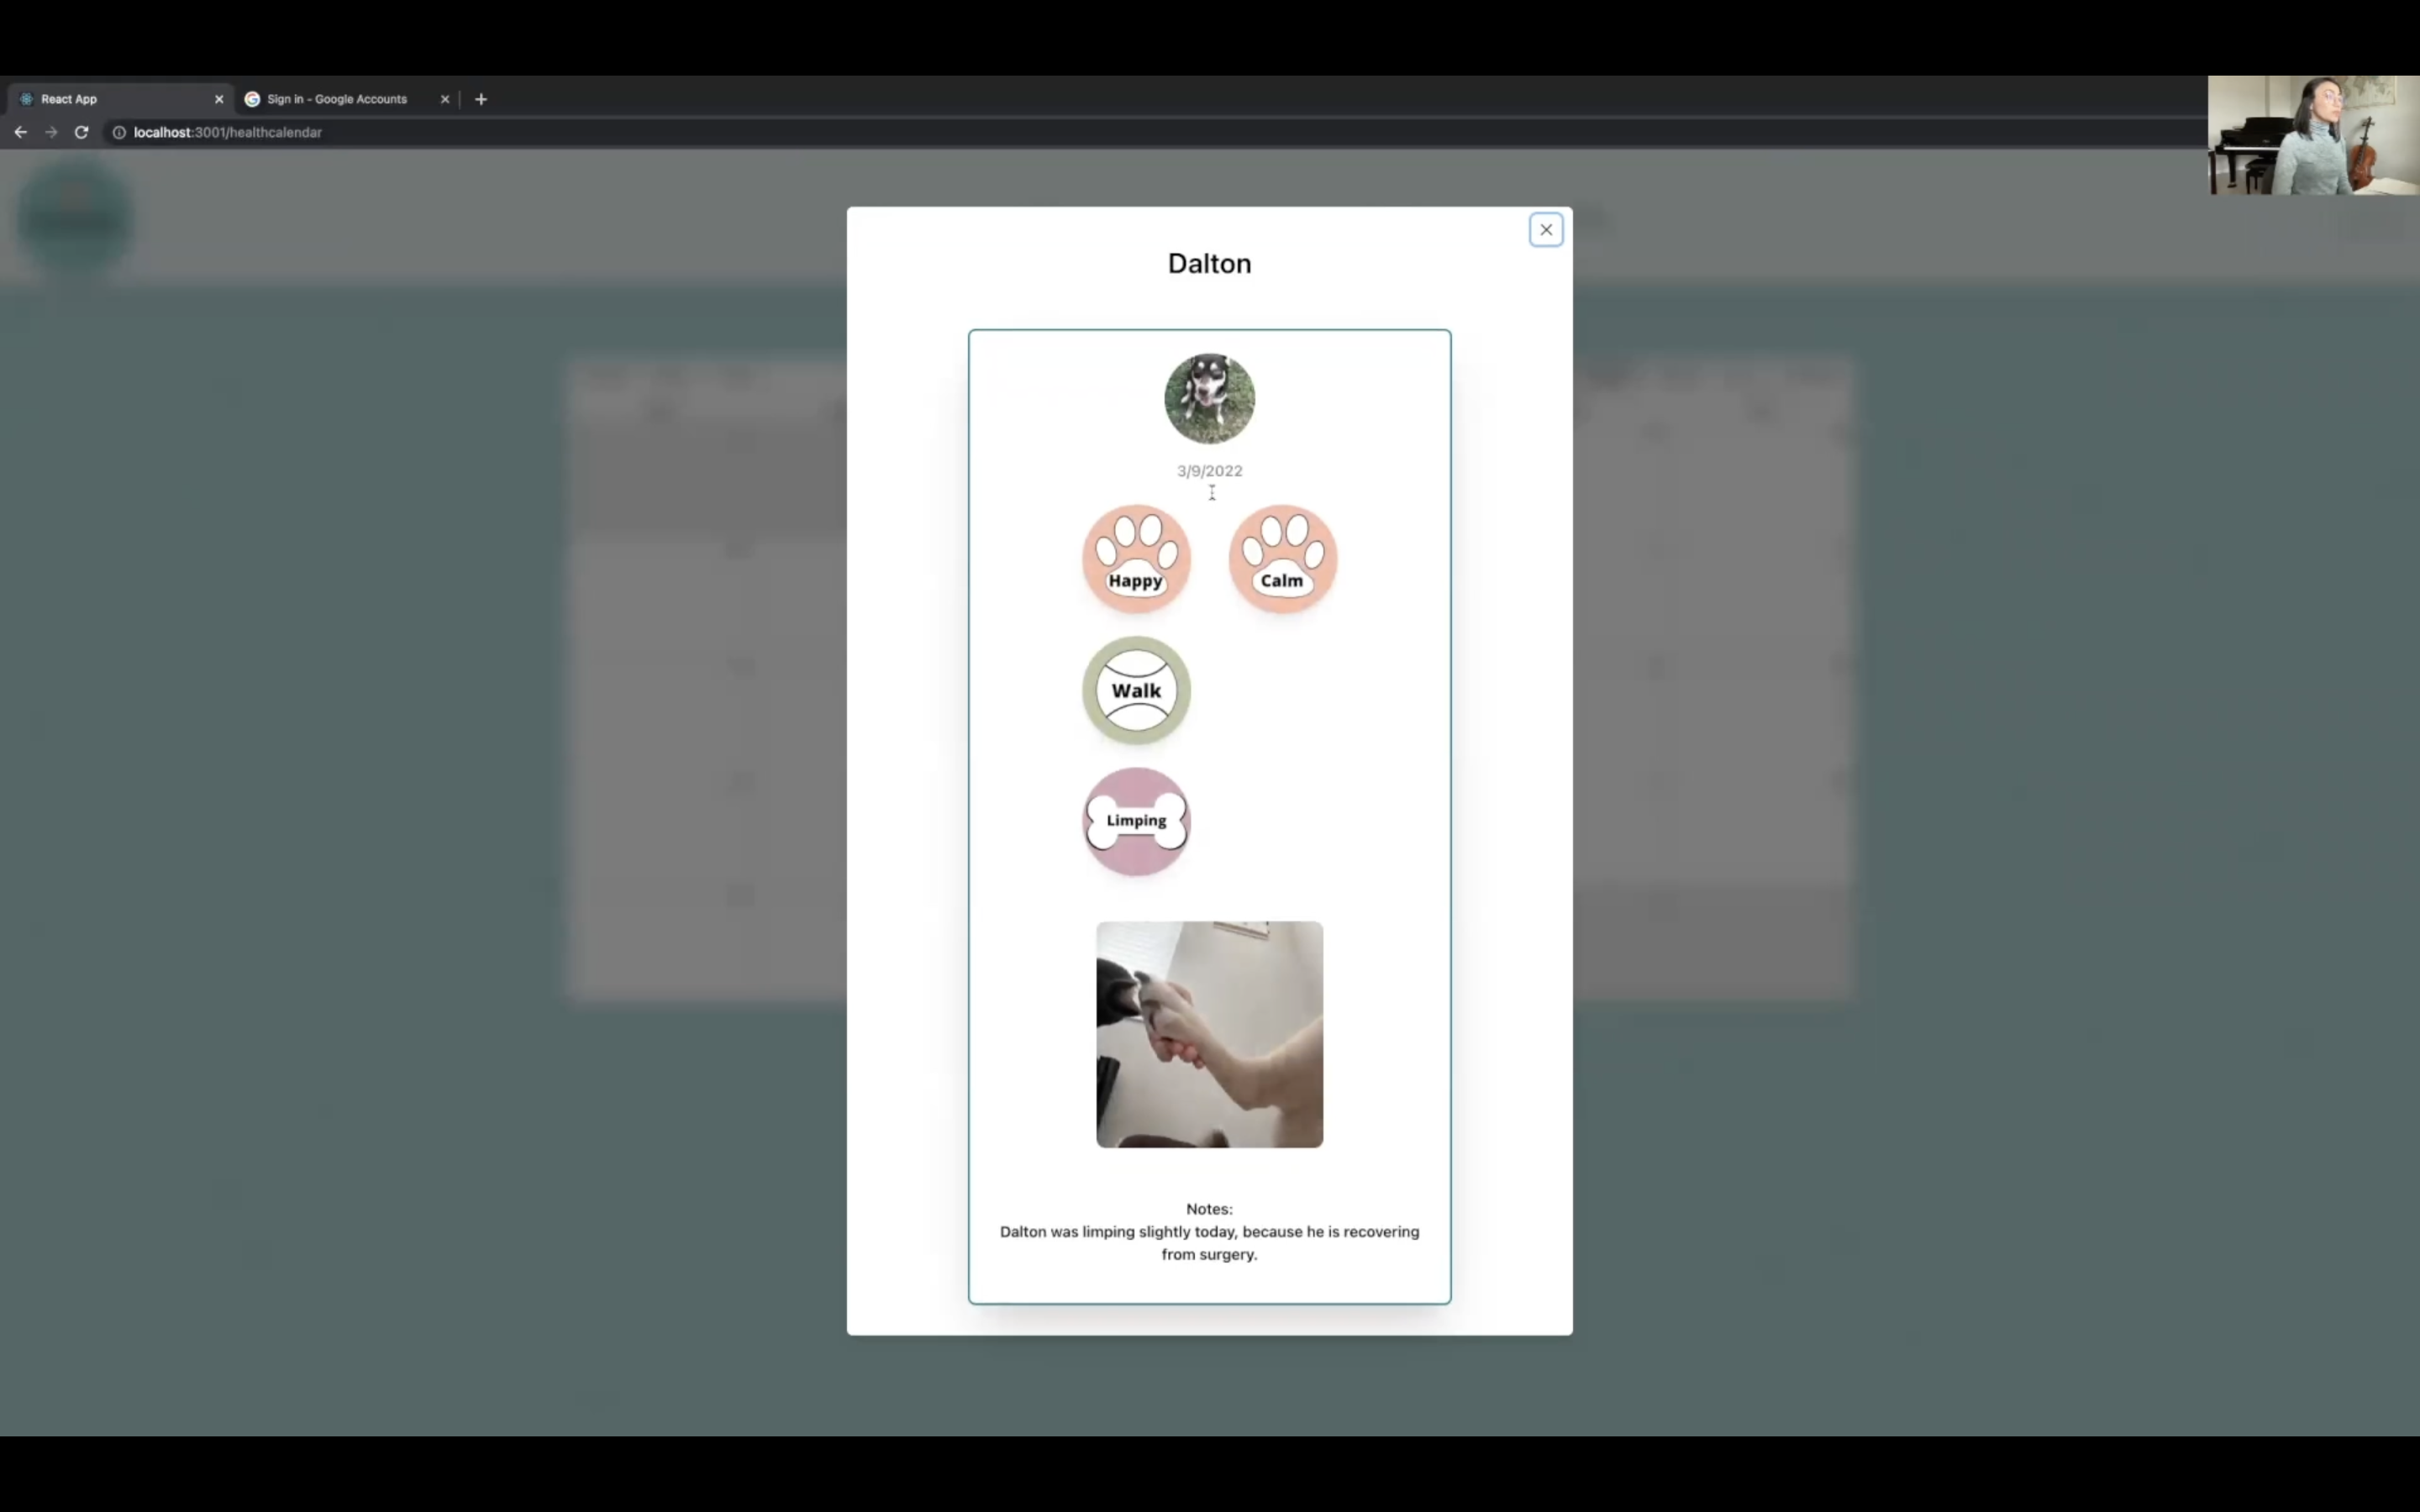 React App
Sign in - Google Accounts
localhost:3001/healthcalendar
Dalton
3/9/2022
Happy
Calm
Walk
Limping
Notes:
Dalton was limping slightly today, because he is recovering
from surgery.